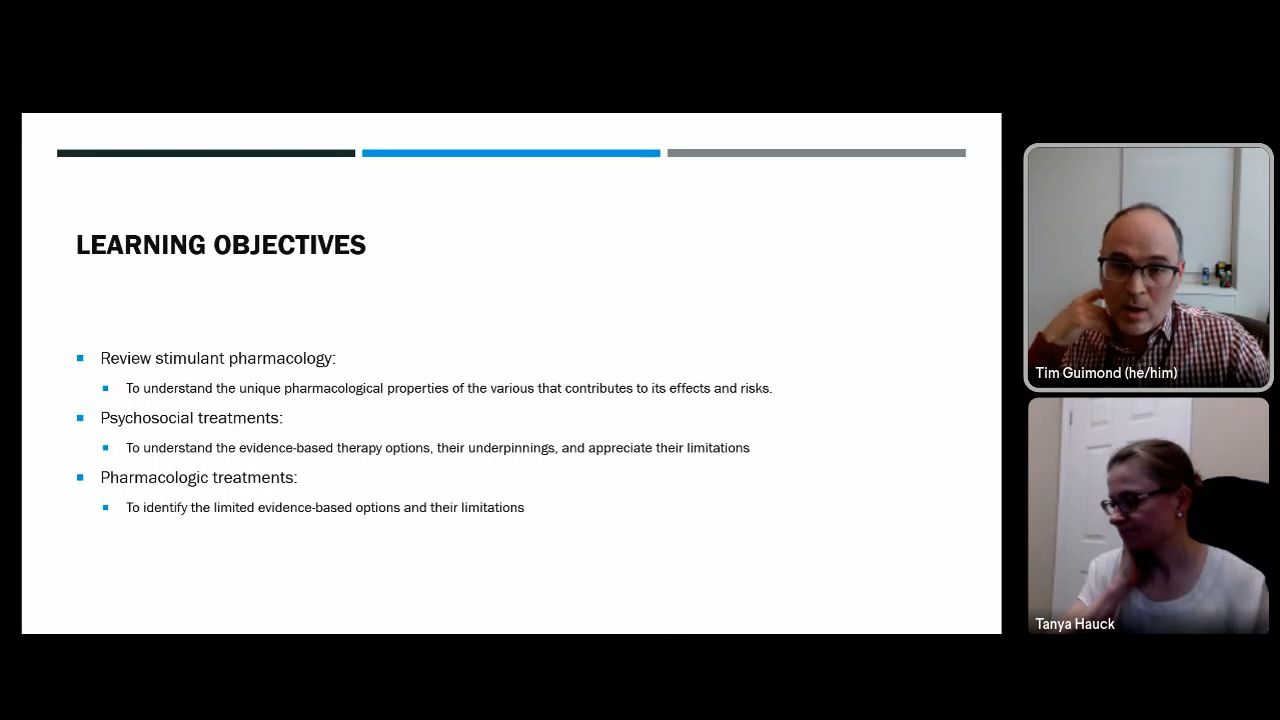 LEARNING OBJECTIVES
Review stimulant pharmacology:
To understand the unique pharmacological properties of the various that contributes to its effects and risks.
Psychosocial treatments:
To understand the evidence-based therapy options, their underpinnings, and appreciate their limitations
Pharmacologic treatments:
To identify the limited evidence-based options and their limitations
Tim Guimond (he/him)
Tanya Hauck